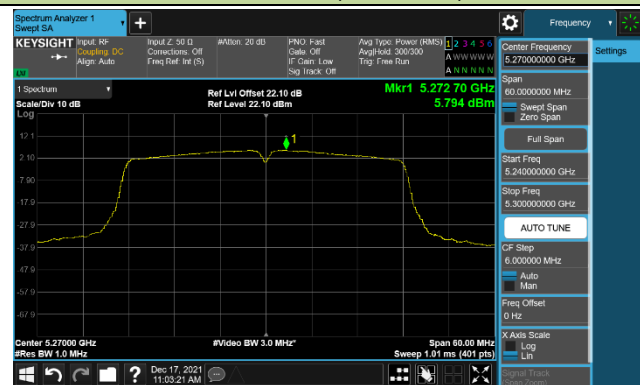 Spectrum Analyzer 1
Swept SA
+
Frequency
KEYSIGHT
Input: RF
Coupling: DC
Align: Auto
Input Z: 50 Ω
Corrections: Off
Freq Ref: Int (S)
#Atten: 20 dB
PNO: Fast
Gate: Off
IF Gain: Low
Sig Track: Off
Avg Type: Power (RMS)
Avg|Hold: 300/300
Trig: Free Run
1 2 3 4 5 6
A W W W W W
A N N N N N
LXI
Center Frequency
5.270000000 GHz
Settings
1 Spectrum
Scale/Div 10 dB
Log
Ref Lvl Offset 22.10 dB
Ref Level 22.10 dBm
Mkr1 5.272 70 GHz
5.794 dBm
Span
60.0000000 MHz
Swept Span
Zero Span
Full Span
Start Freq
5.240000000 GHz
Stop Freq
5.300000000 GHz
AUTO TUNE
CF Step
6.000000 MHz
Auto
Man
Freq Offset
0 Hz
X Axis Scale
Log
Lin
Signal Track
(Span Zoom)
1
12.1
2.10
-7.90
-17.9
-27.9
-37.9
-47.9
-57.9
-67.9
Center 5.27000 GHz
#Res BW 1.0 MHz
#Video BW 3.0 MHz*
Span 60.00 MHz
Sweep 1.01 ms (401 pts)
?
Dec 17, 2021
11:03:21 AM